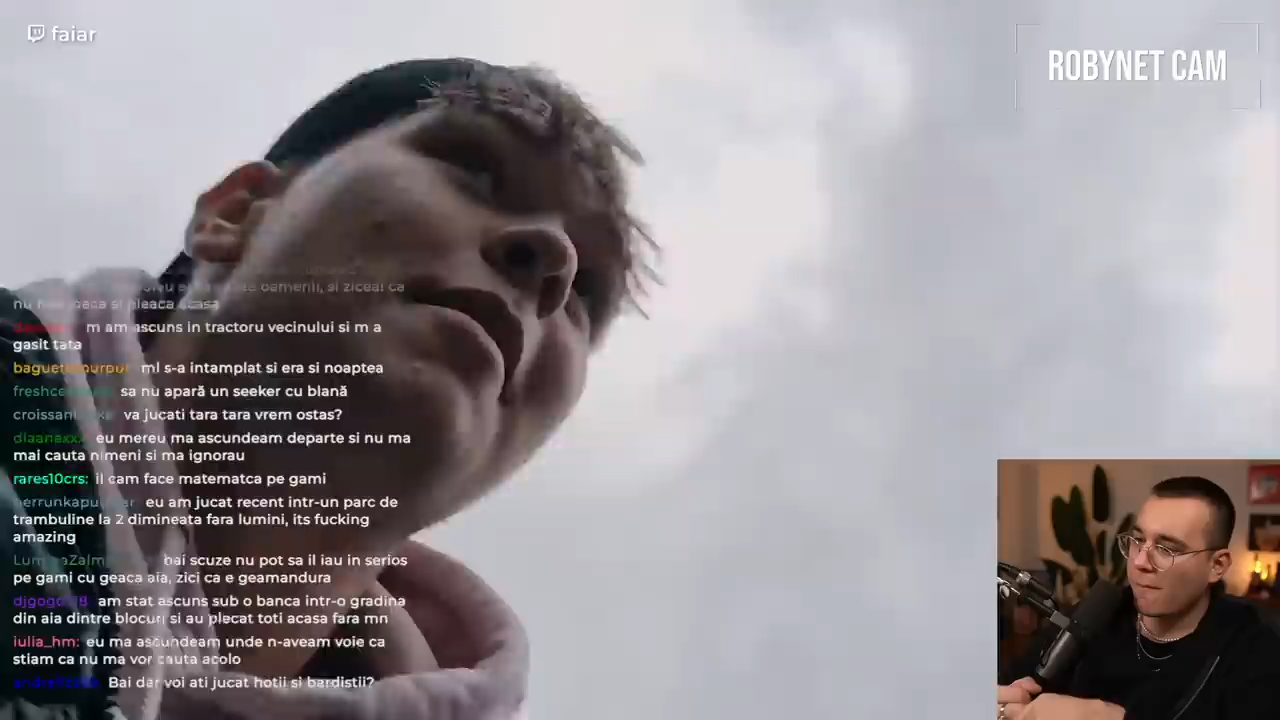 faiar
ROBYNET CAM
oamenii, si ziceai ca
nu pleaca acasa
m am ascuns in tractoru vecinului si m a
gasit tata
mi s-a intamplat si era si noaptea
sa nu apară un seeker cu blană
va jucati tara tara vrem ostas?
eu mereu ma ascundeam departe si nu ma
mai cauta nimeni si ma ignorau
rares10crs: il cam face matematca pe gami
eu am jucat recent intr-un parc de
trambuline la 2 dimineata fara lumini, its fucking
amazing
bai scuze nu pot sa il iau in serios
pe gami cu geaca aia, zici ca e geamandura
am stat ascuns sub o banca intr-o gradina
din aia dintre blocuri si au plecat toti acasa fara mn
iulia_hm: eu ma ascundeam unde n-aveam voie ca
stiam ca nu ma vor cauta acolo
Bai dar voi ati jucat hotii si bardistii?